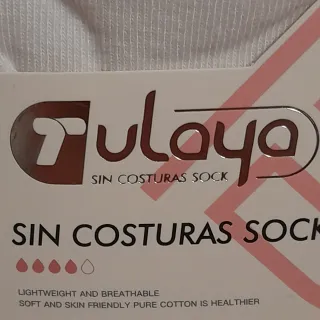 Tulaya
SIN COSTURAS SOCK
SIN COSTURAS SOCK
LIGHTWEIGHT AND BREATHABLE
SOFT AND SKIN FRIENDLY PURE COTTON IS HEALTHIER